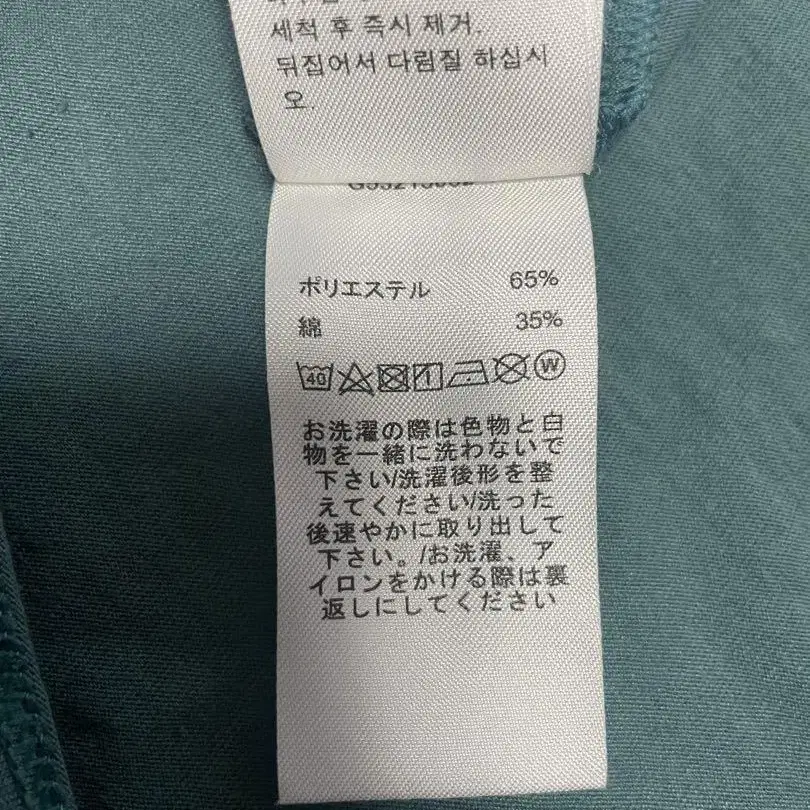 세척 후 즉시 제거.
뒤집어서 다림질 하십시
오.
ポリエステル 65%
綿 35%
40 W
お洗濯の際は色物と白
物を一緒に洗わないで
下さい/洗濯後形を整
えてください/洗った
後速やかに取り出して
下さい。/お洗濯、ア
イロンをかける際は裏
返しにしてください